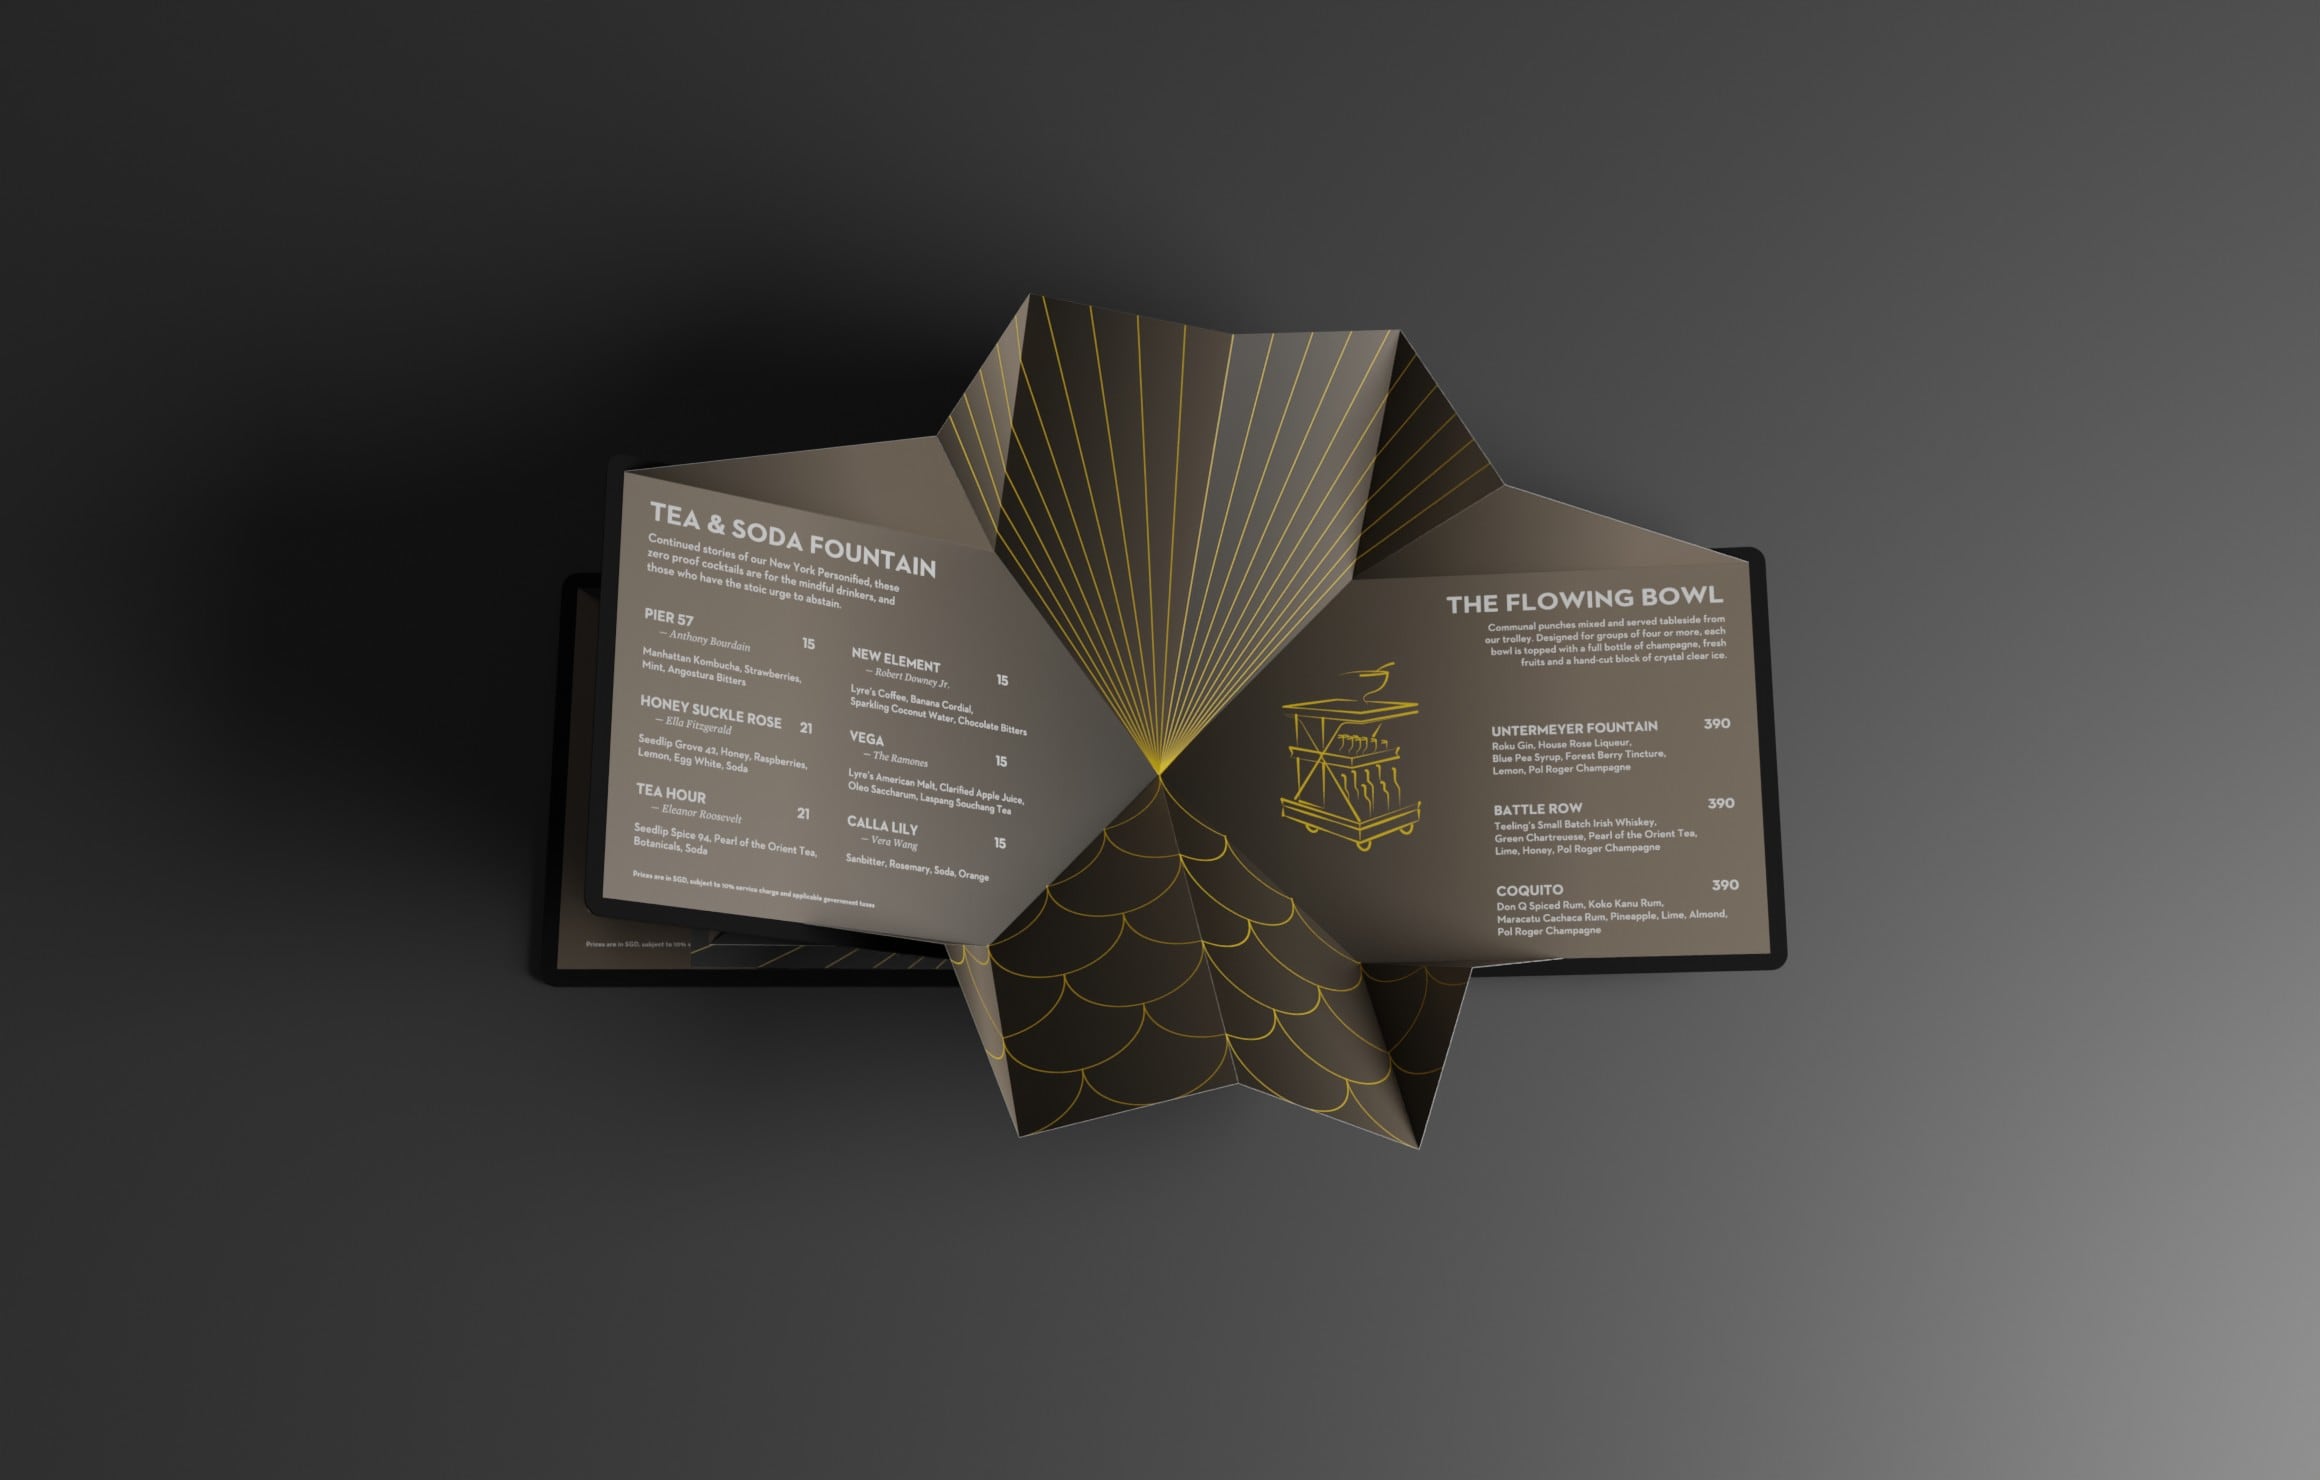 TEA & SODA FOUNTAIN
Continued stories of our New York Personified, these
zero proof cocktails are for the mindful drinkers, and
those who have the stoic urge to abstain.
PIER 57 15
— Anthony Bourdain
Manhattan Kombucha, Strawberries,
Mint, Angostura Bitters
HONEY SUCKLE ROSE 21
— Ella Fitzgerald
Seedlip Grove 42, Honey, Raspberries,
Lemon, Egg White, Soda
TEA HOUR 21
— Eleanor Roosevelt
Seedlip Spice 94, Pearl of the Orient Tea,
Botanicals, Soda
NEW ELEMENT 15
— Robert Downey Jr.
Lyre's Coffee, Banana Cordial,
Sparkling Coconut Water, Chocolate Bitters
VEGA 15
— The Ramones
Lyre's American Malt, Clarified Apple Juice,
Oleo Saccharum, Laspang Souchang Tea
CALLA LILY 15
— Vera Wang
Sanbitter, Rosemary, Soda, Orange
Prices are in SGD, subject to 10% service charge and applicable government taxes
Prices are in SGD, subject to 10% s
THE FLOWING BOWL
Communal punches mixed and served tableside from
our trolley. Designed for groups of four or more, each
bowl is topped with a full bottle of champagne, fresh
fruits and a hand-cut block of crystal clear ice.
UNTERMEYER FOUNTAIN 390
Roku Gin, House Rose Liqueur,
Blue Pea Syrup, Forest Berry Tincture,
Lemon, Pol Roger Champagne
BATTLE ROW 390
Teeling's Small Batch Irish Whiskey,
Green Chartreuese, Pearl of the Orient Tea,
Lime, Honey, Pol Roger Champagne
COQUITO 390
Don Q Spiced Rum, Koko Kanu Rum,
Maracatu Cachaca Rum, Pineapple, Lime, Almond,
Pol Roger Champagne